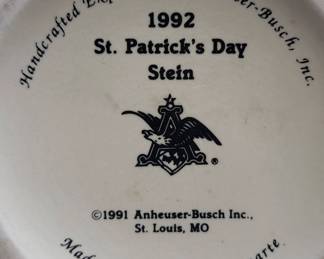 Handcrafted
Busch, Inc.
1992
St. Patrick's Day
Stein
A
®
©1991 Anheuser-Busch Inc.,
St. Louis, MO